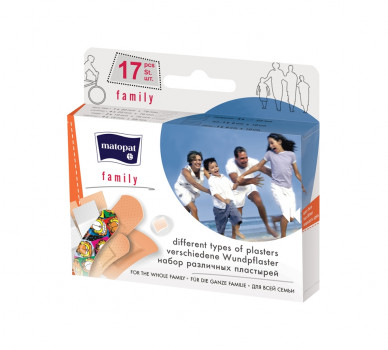 17 pcs
St.
шт.
family
matopat
family
different types of plasters
verschiedene Wundpflaster
набор различных пластырей
FOR THE WHOLE FAMILY · FÜR DIE GANZE FAMILIE · ДЛЯ ВСЕЙ СЕМЬИ